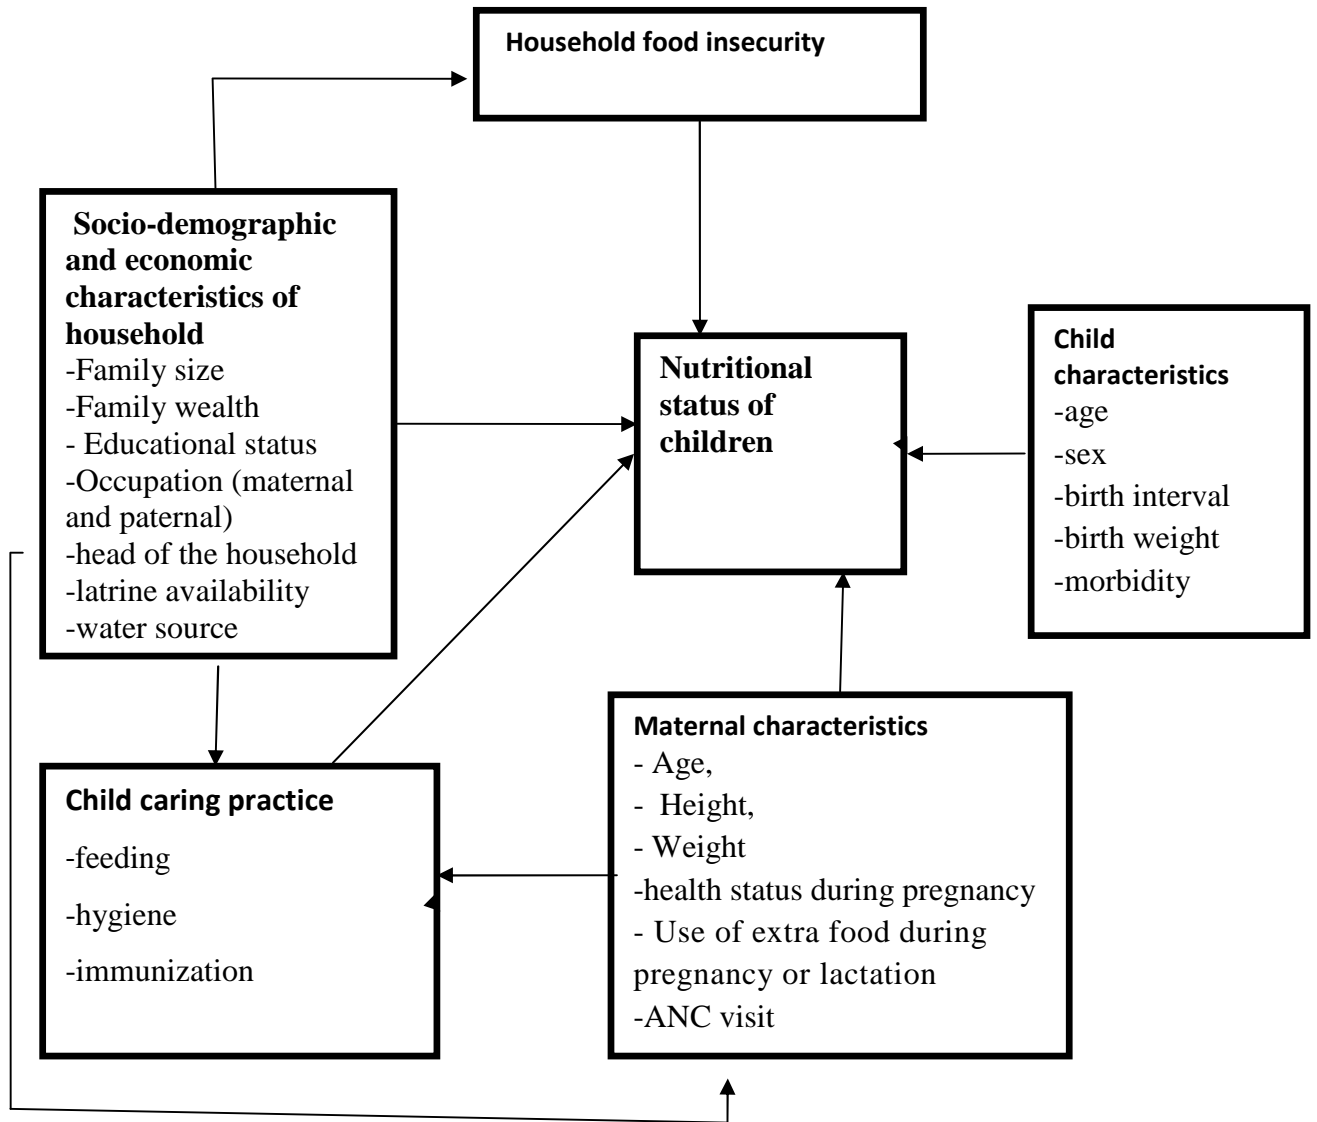 Household food insecurity
Socio-demographic
and economic
characteristics of
household
-Family size
-Family wealth
- Educational status
-Occupation (maternal
and paternal)
-head of the household
-latrine availability
-water source
Nutritional
status of
children
Child
characteristics
-age
-sex
-birth interval
-birth weight
-morbidity
Child caring practice
-feeding
-hygiene
-immunization
Maternal characteristics
- Age,
- Height,
- Weight
-health status during pregnancy
- Use of extra food during
pregnancy or lactation
-ANC visit